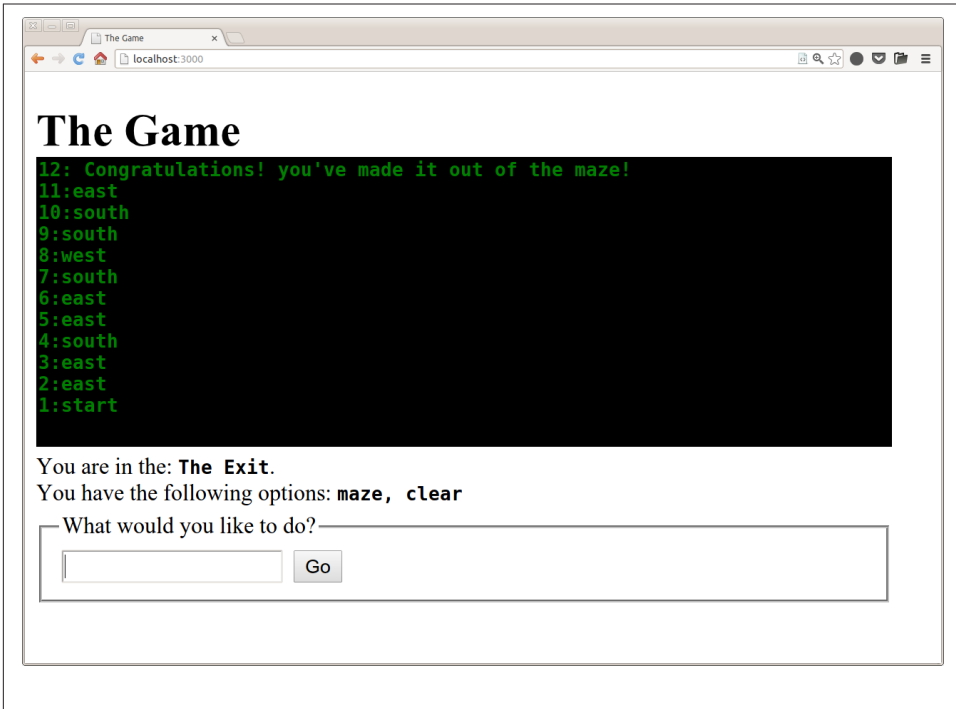 The Game
localhost:3000
The Game
12: Congratulations! you've made it out of the maze!
11:east
10:south
9:south
8:west
7:south
6:east
5:east
4:south
3:east
2:east
1:start
You are in the: The Exit.
You have the following options: maze, clear
What would you like to do?
Go